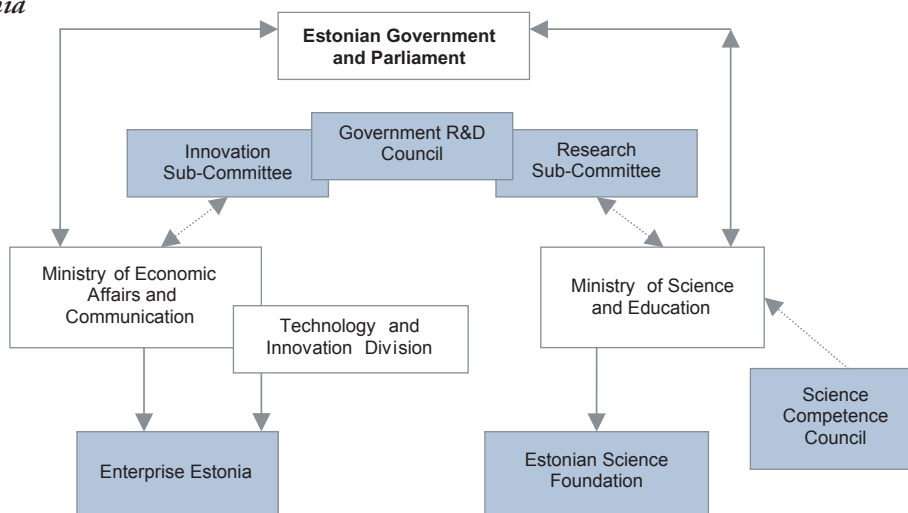 Estonian Government
and Parliament
Government R&D
Council
Innovation
Sub-Committee
Research
Sub-Committee
Ministry of Economic
Affairs and
Communication
Technology and
Innovation Division
Ministry of Science
and Education
Science
Competence
Council
Enterprise Estonia
Estonian Science
Foundation